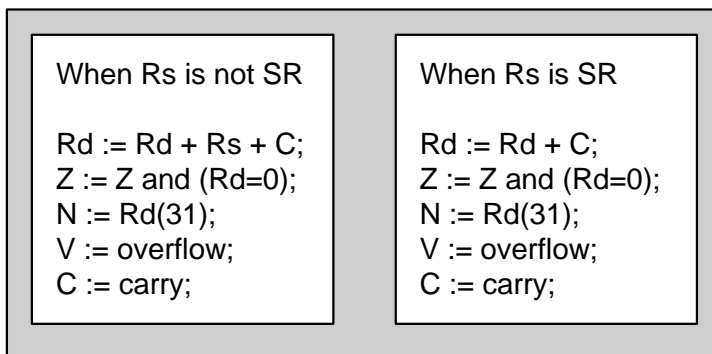 When Rs is not SR
Rd := Rd + Rs + C;
Z := Z and (Rd=0);
N := Rd(31);
V := overflow;
C := carry;
When Rs is SR
Rd := Rd + C;
Z := Z and (Rd=0);
N := Rd(31);
V := overflow;
C := carry;